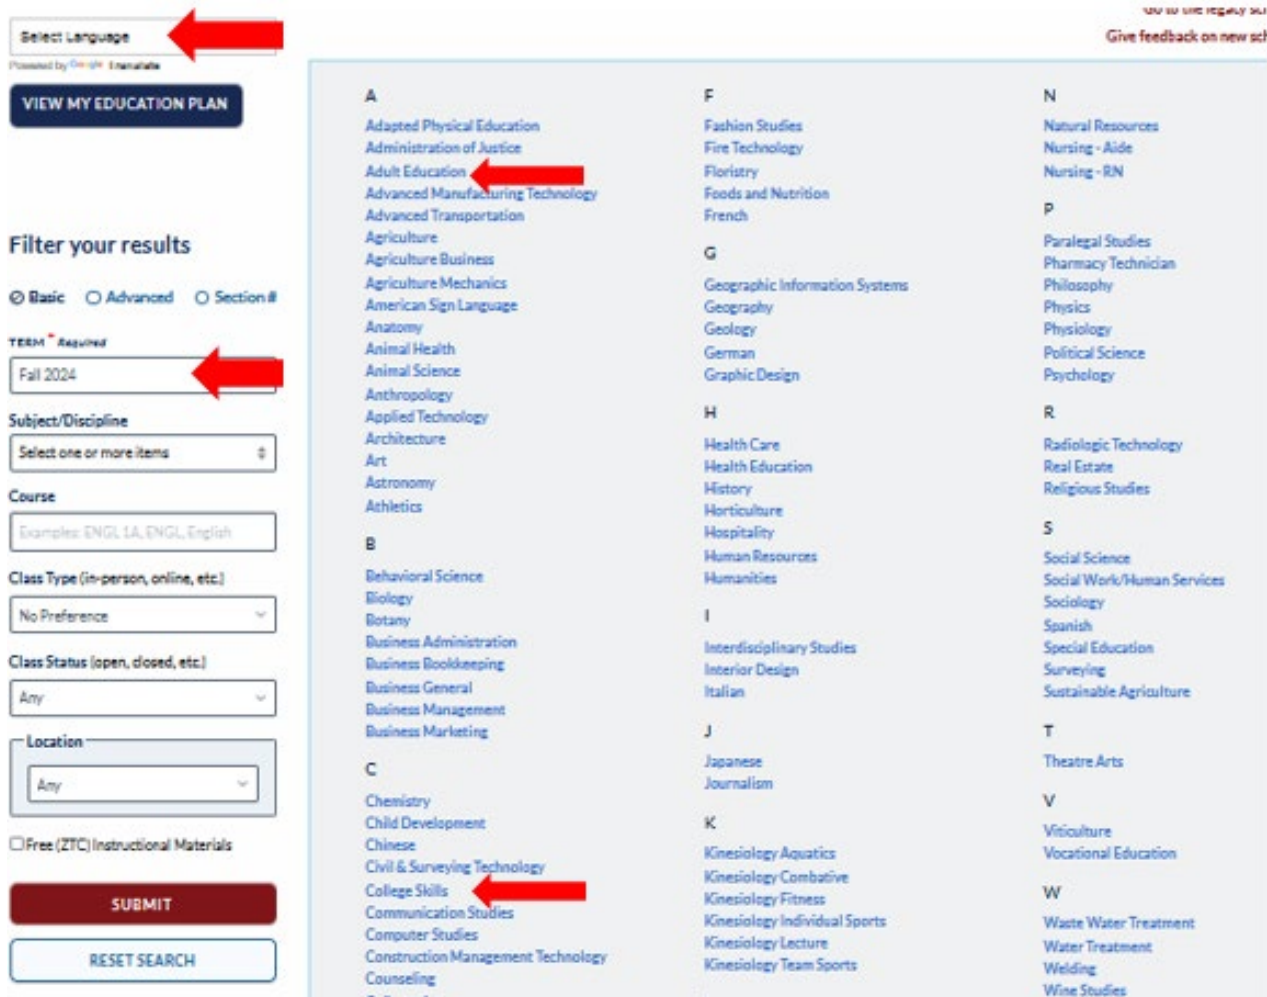 Go to the legacy sch
Give feedback on new sch
Select Language
Powered by Google Translate
VIEW MY EDUCATION PLAN
Filter your results
Basic Advanced Section #
TERM * Required
Fall 2024
Subject/Discipline
Select one or more items
Course
Examples: ENGL 1A, ENGL, English
Class Type (in-person, online, etc.)
No Preference
Class Status (open, closed, etc.)
Any
Location
Any
Free (ZTC) Instructional Materials
SUBMIT
RESET SEARCH
A
Adapted Physical Education
Administration of Justice
Adult Education
Advanced Manufacturing Technology
Advanced Transportation
Agriculture
Agriculture Business
Agriculture Mechanics
American Sign Language
Anatomy
Animal Health
Animal Science
Anthropology
Applied Technology
Architecture
Art
Astronomy
Athletics
B
Behavioral Science
Biology
Botany
Business Administration
Business Bookkeeping
Business General
Business Management
Business Marketing
C
Chemistry
Child Development
Chinese
Civil & Surveying Technology
College Skills
Communication Studies
Computer Studies
Construction Management Technology
Counseling
F
Fashion Studies
Fire Technology
Floristry
Foods and Nutrition
French
G
Geographic Information Systems
Geography
Geology
German
Graphic Design
H
Health Care
Health Education
History
Horticulture
Hospitality
Human Resources
Humanities
I
Interdisciplinary Studies
Interior Design
Italian
J
Japanese
Journalism
K
Kinesiology Aquatics
Kinesiology Combative
Kinesiology Fitness
Kinesiology Individual Sports
Kinesiology Lecture
Kinesiology Team Sports
N
Natural Resources
Nursing - Aide
Nursing - RN
P
Paralegal Studies
Pharmacy Technician
Philosophy
Physics
Physiology
Political Science
Psychology
R
Radiologic Technology
Real Estate
Religious Studies
S
Social Science
Social Work/Human Services
Sociology
Spanish
Special Education
Surveying
Sustainable Agriculture
T
Theatre Arts
V
Viticulture
Vocational Education
W
Waste Water Treatment
Water Treatment
Welding
Wine Studies